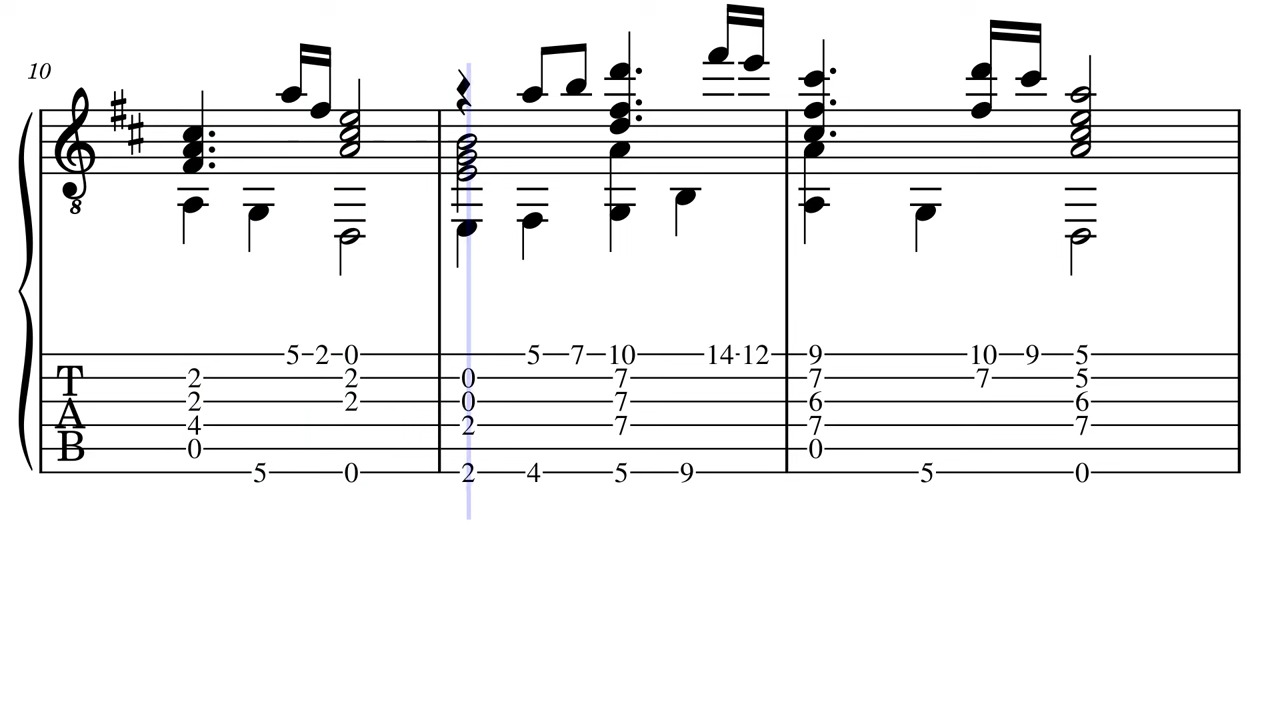 10
8
5 2 0 5 7 10 14 12 9 10 9 5
T 2 2 0 7 7 7 5
A 2 2 0 7 6 6
4 2 7 7 7
B 0 0
5 0 2 4 5 9 5 0